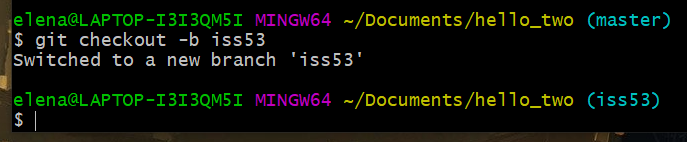 elena@LAPTOP-I3I3QM5I MINGW64 ~/Documents/hello_two (master)
$ git checkout -b iss53
Switched to a new branch 'iss53'
elena@LAPTOP-I3I3QM5I MINGW64 ~/Documents/hello_two (iss53)
$